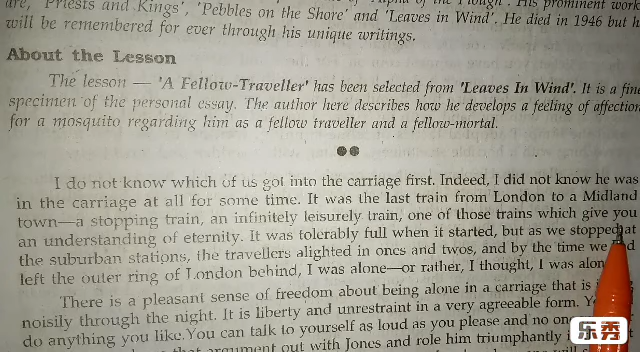 are, 'Priests and Kings', 'Pebbles on the Shore' and 'Leaves in Wind'. He died in 1946 but h
will be remembered for ever through his unique writings.
About the Lesson
The lesson — 'A Fellow-Traveller' has been selected from 'Leaves In Wind'. It is a fine
specimen of the personal essay. The author here describes how he develops a feeling of affection
for a mosquito regarding him as a fellow traveller and a fellow-mortal.
I do not know which of us got into the carriage first. Indeed, I did not know he was
in the carriage at all for some time. It was the last train from London to a Midland
town—a stopping train, an infinitely leisurely train, one of those trains which give you
an understanding of eternity. It was tolerably full when it started, but as we stopped at
the suburban stations, the travellers alighted in ones and twos, and by the time we
left the outer ring of London behind, I was alone—or rather, I thought, I was alon
There is a pleasant sense of freedom about being alone in a carriage that is
noisily through the night. It is liberty and unrestraint in a very agreeable form.
do anything you like. You can talk to yourself as loud as you please and no one
argument out with Jones and role him triumphantly
乐秀